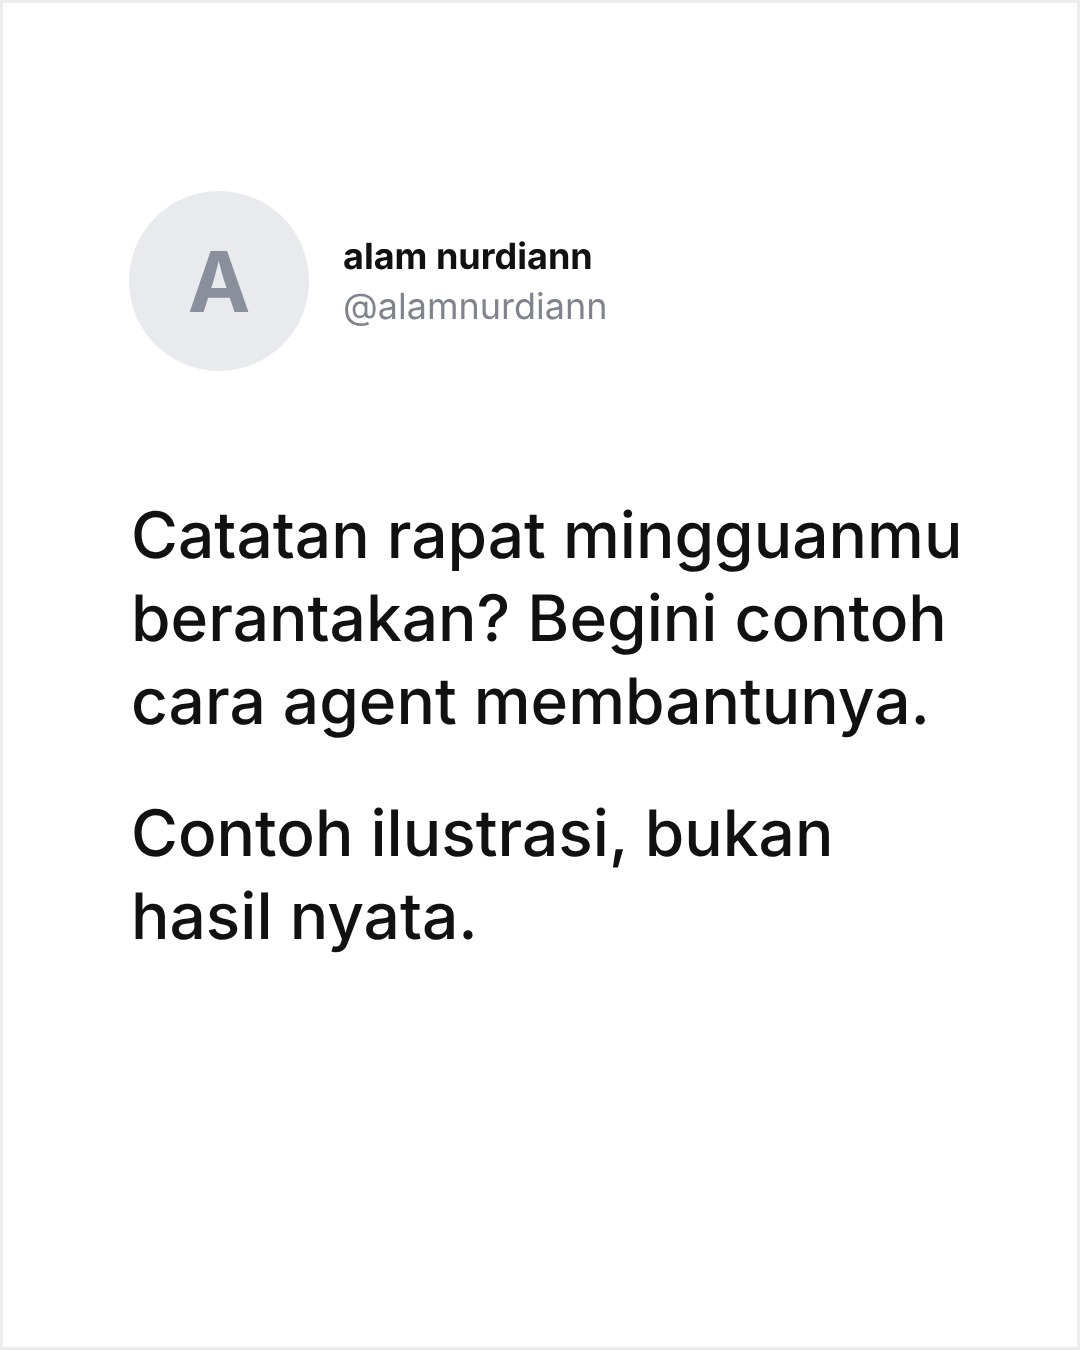 A
alam nurdiann
@alamnurdiann
Catatan rapat mingguanmu
berantakan? Begini contoh
cara agent membantunya.
Contoh ilustrasi, bukan
hasil nyata.